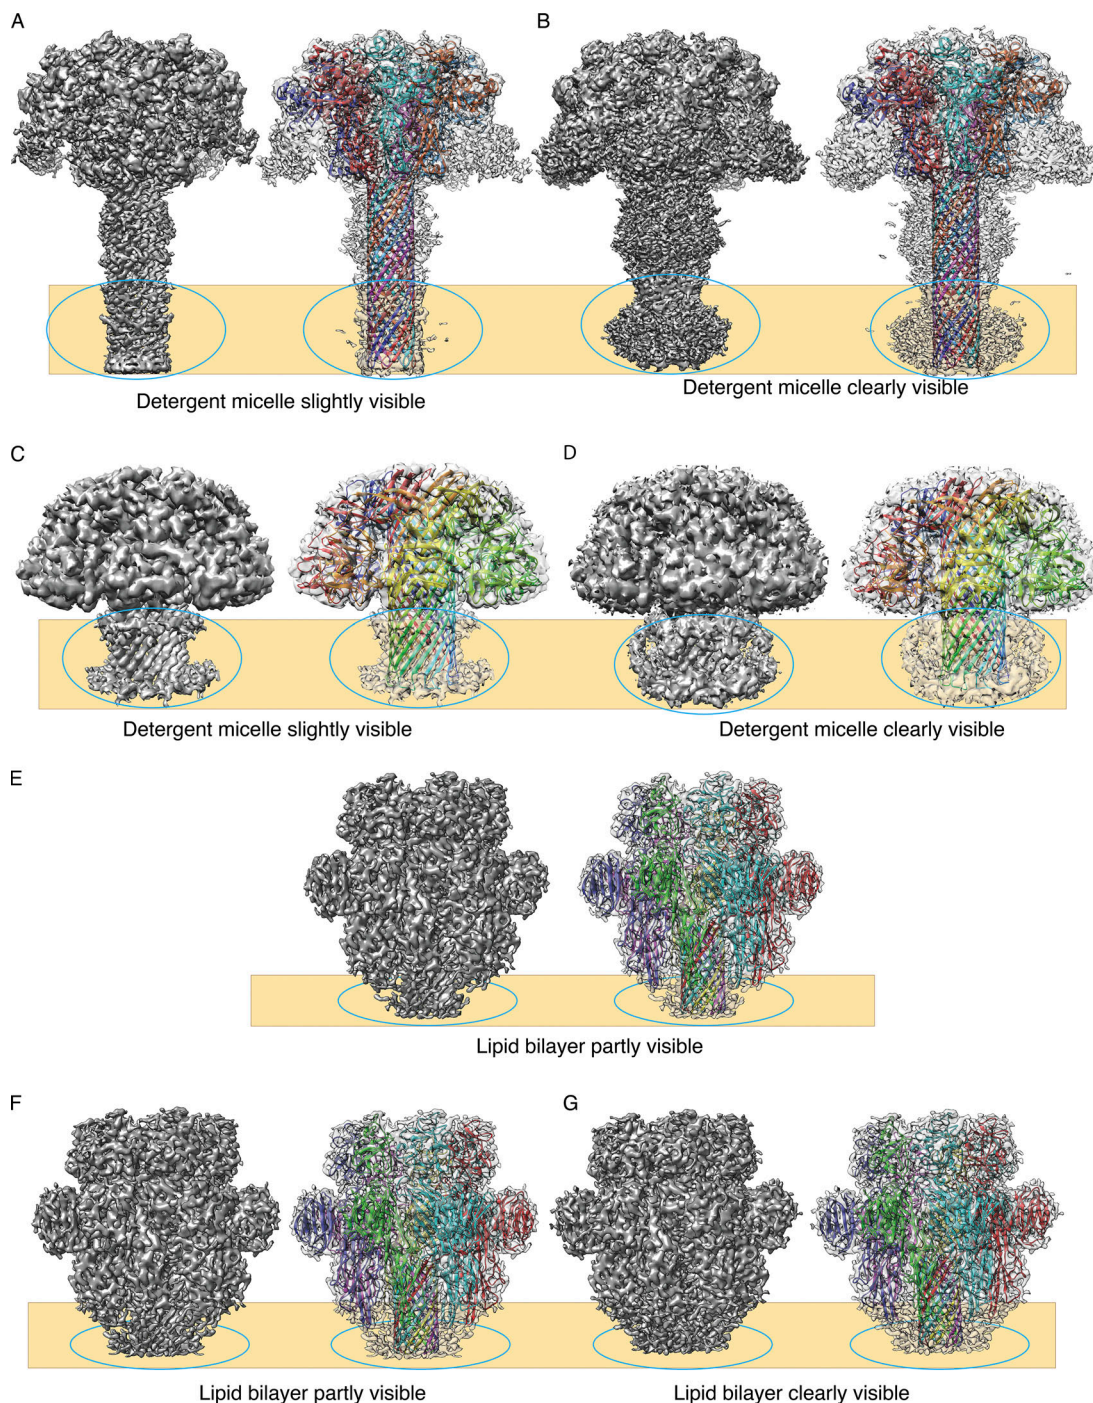 A
B
Detergent micelle slightly visible
Detergent micelle clearly visible
C
D
Detergent micelle slightly visible
Detergent micelle clearly visible
E
Lipid bilayer partly visible
F
G
Lipid bilayer partly visible
Lipid bilayer clearly visible